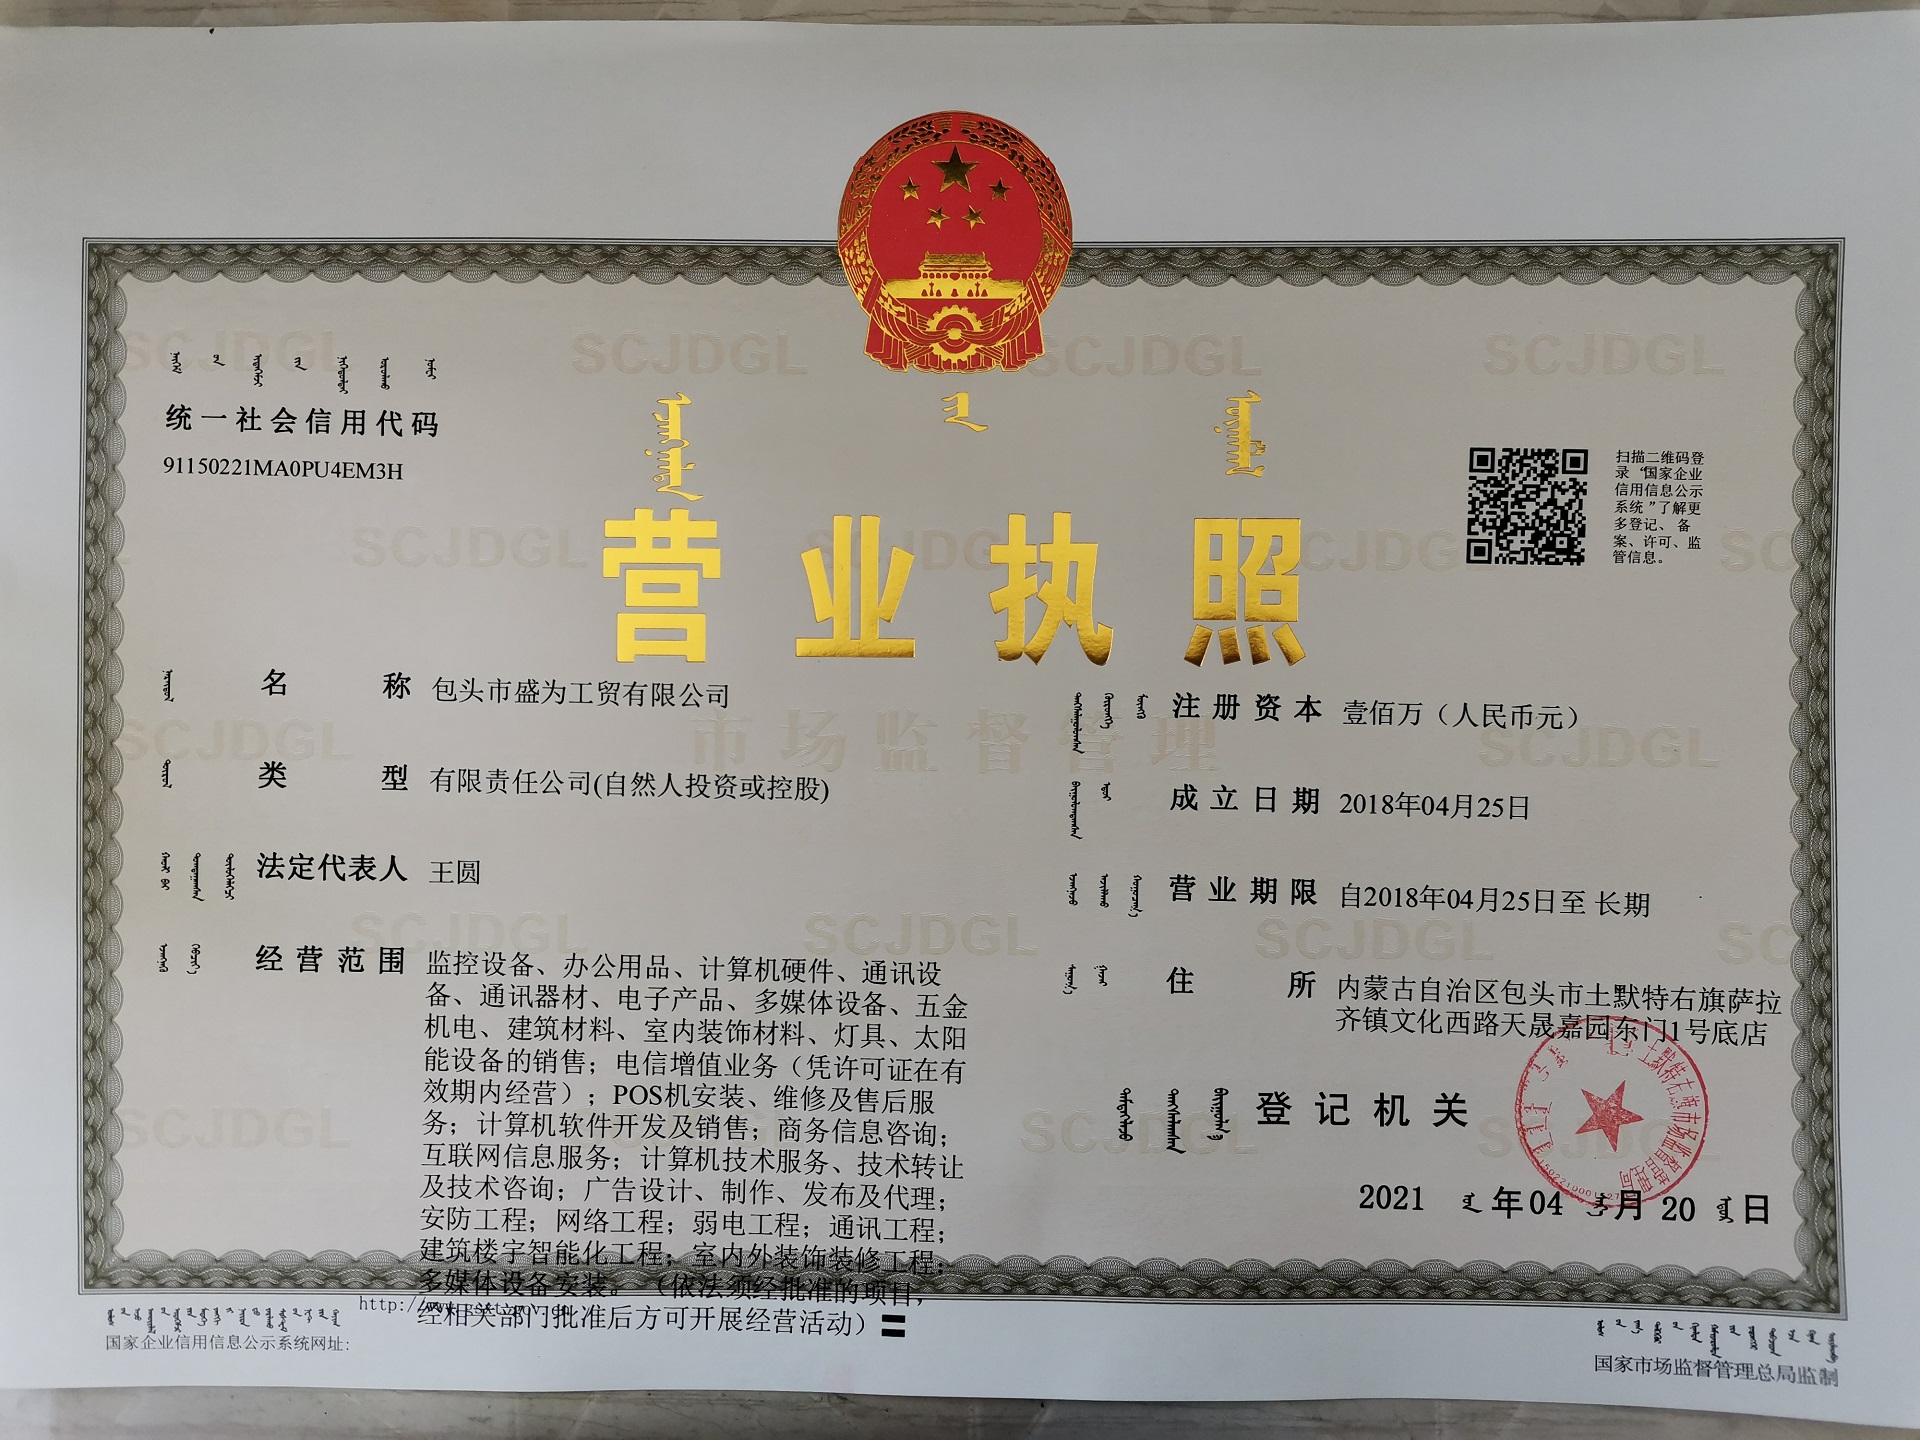 统一社会信用代码
91150221MA0PU4EM3H
营业执照
扫描二维码登
录“国家企业
信用信息公示
系统”了解更
多登记、备
案、许可、监
管信息。
名称 包头市盛为工贸有限公司
类型 有限责任公司(自然人投资或控股)
法定代表人 王圆
经营范围 监控设备、办公用品、计算机硬件、通讯设
备、通讯器材、电子产品、多媒体设备、五金
机电、建筑材料、室内装饰材料、灯具、太阳
能设备的销售；电信增值业务（凭许可证在有
效期内经营）；POS机安装、维修及售后服
务；计算机软件开发及销售；商务信息咨询；
互联网信息服务；计算机技术服务、技术转让
及技术咨询；广告设计、制作、发布及代理；
安防工程；网络工程；弱电工程；通讯工程；
建筑楼宇智能化工程；室内外装饰装修工程；
多媒体设备安装。（依法须经批准的项目，
经相关部门批准后方可开展经营活动）
注册资本 壹佰万（人民币元）
成立日期 2018年04月25日
营业期限 自2018年04月25日至 长期
住所 内蒙古自治区包头市土默特右旗萨拉
齐镇文化西路天晟嘉园东门1号底店
登记机关
土默特右旗市场监督管理局
2021 年 04 月 20 日
国家企业信用信息公示系统网址:
国家市场监督管理总局监制
SCJDGL
市场监督管理